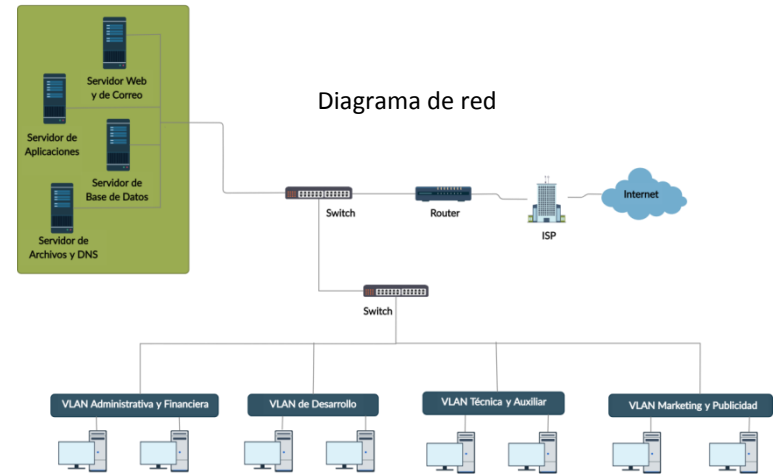 Servidor Web
y de Correo
Diagrama de red
Servidor de
Aplicaciones
Servidor de
Base de Datos
Servidor de
Archivos y DNS
Switch
Router
ISP
Internet
Switch
VLAN Administrativa y Financiera
VLAN de Desarrollo
VLAN Técnica y Auxiliar
VLAN Marketing y Publicidad